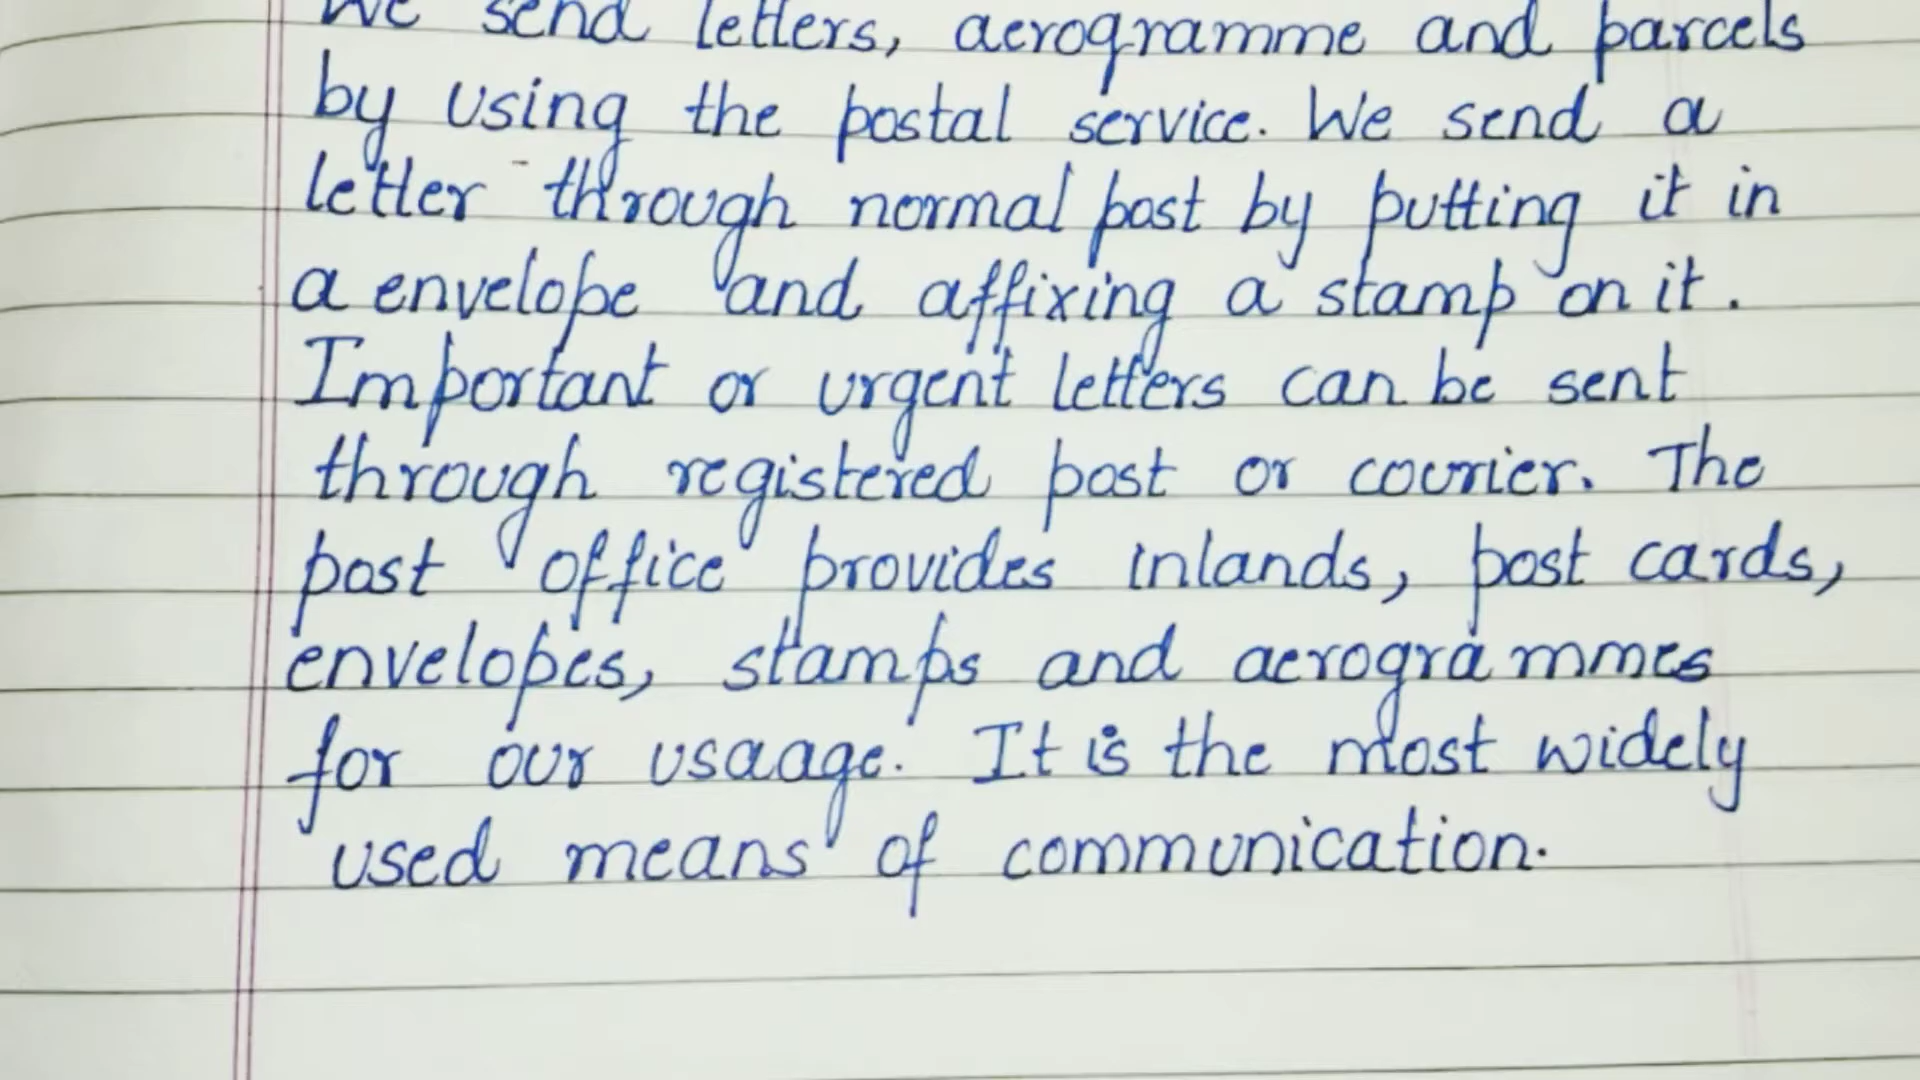 We send letters, aerogramme and parcels
by using the postal service. We send a
letter through normal post by putting it in
a envelope and affixing a stamp on it.
Important or urgent letters can be sent
through registered post or courier. The
post office provides inlands, post cards,
envelopes, stamps and aerogrammes
for our usaage. It is the most widely
used means of communication.